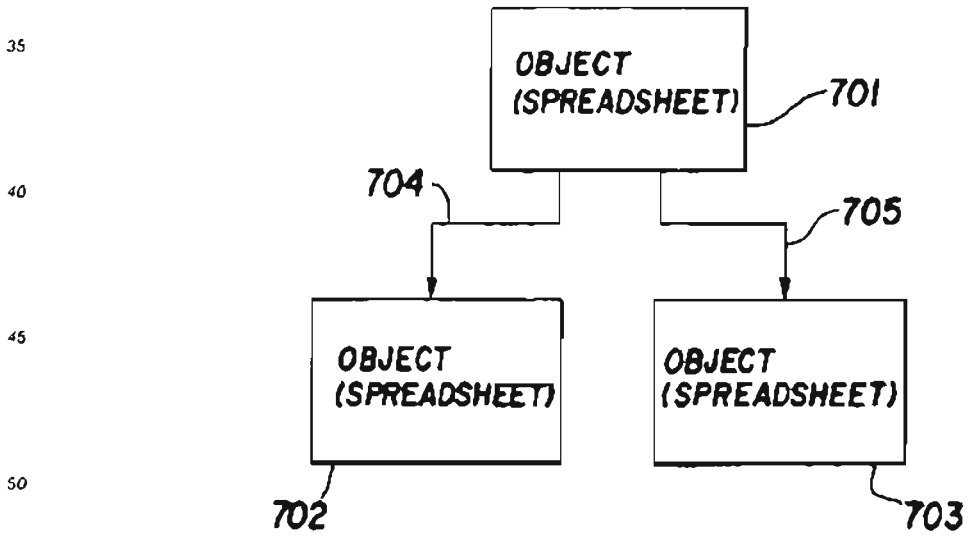 35
OBJECT
(SPREADSHEET)
701
40
704
705
45
OBJECT
(SPREADSHEET)
OBJECT
(SPREADSHEET)
50
702
703